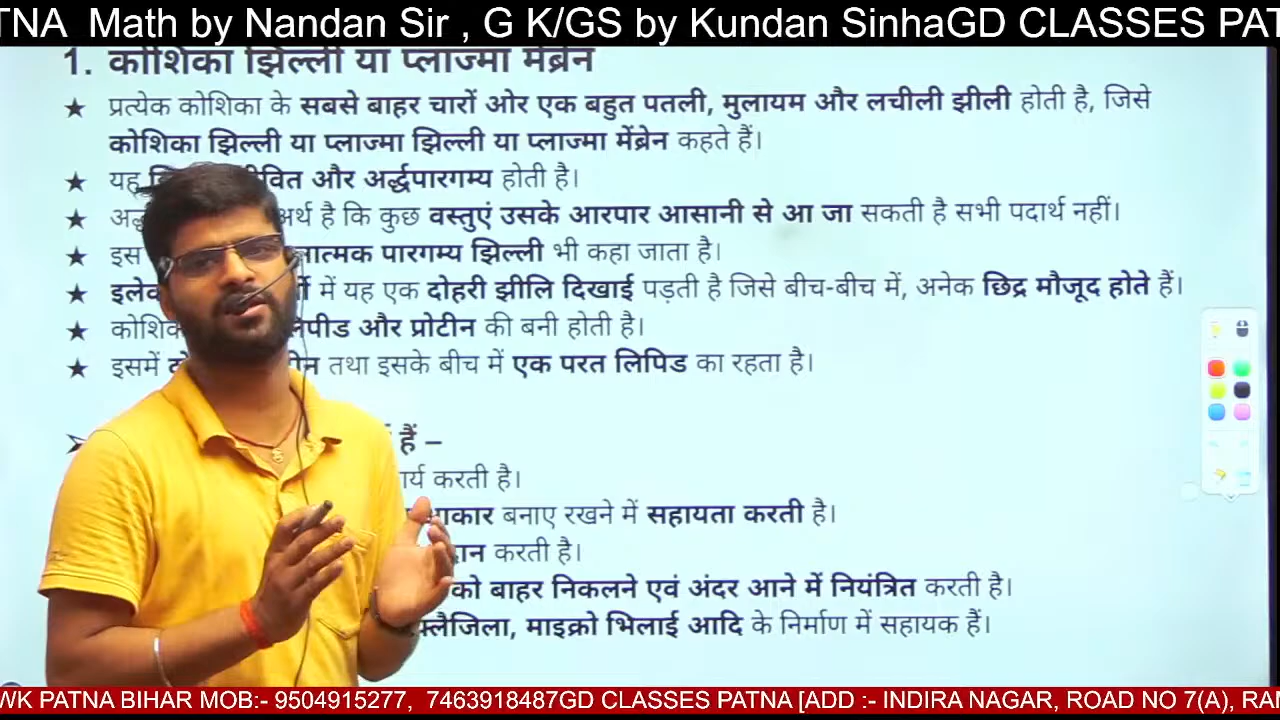 TNA Math by Nandan Sir , G K/GS by Kundan SinhaGD CLASSES PAT
1. कोशिका झिल्ली या प्लाज्मा मेंब्रेन
★ प्रत्येक कोशिका के सबसे बाहर चारों ओर एक बहुत पतली, मुलायम और लचीली झीली होती है, जिसे
कोशिका झिल्ली या प्लाज्मा झिल्ली या प्लाज्मा मेंब्रेन कहते हैं।
★ यह और अर्द्धपारगम्य होती है।
★ अर्थ है कि कुछ वस्तुएं उसके आरपार आसानी से आ जा सकती है सभी पदार्थ नहीं।
★ इस पारगम्य झिल्ली भी कहा जाता है।
★ में यह एक दोहरी झीलि दिखाई पड़ती है जिसे बीच-बीच में, अनेक छिद्र मौजूद होते हैं।
★ और प्रोटीन की बनी होती है।
★ इसमें तथा इसके बीच में एक परत लिपिड का रहता है।
हैं –
करती है।
बनाए रखने में सहायता करती है।
करती है।
को बाहर निकलने एवं अंदर आने में नियंत्रित करती है।
माइक्रो भिलाई आदि के निर्माण में सहायक हैं।
WK PATNA BIHAR MOB:- 9504915277, 7463918487GD CLASSES PATNA [ADD :- INDIRA NAGAR, ROAD NO 7(A), RA